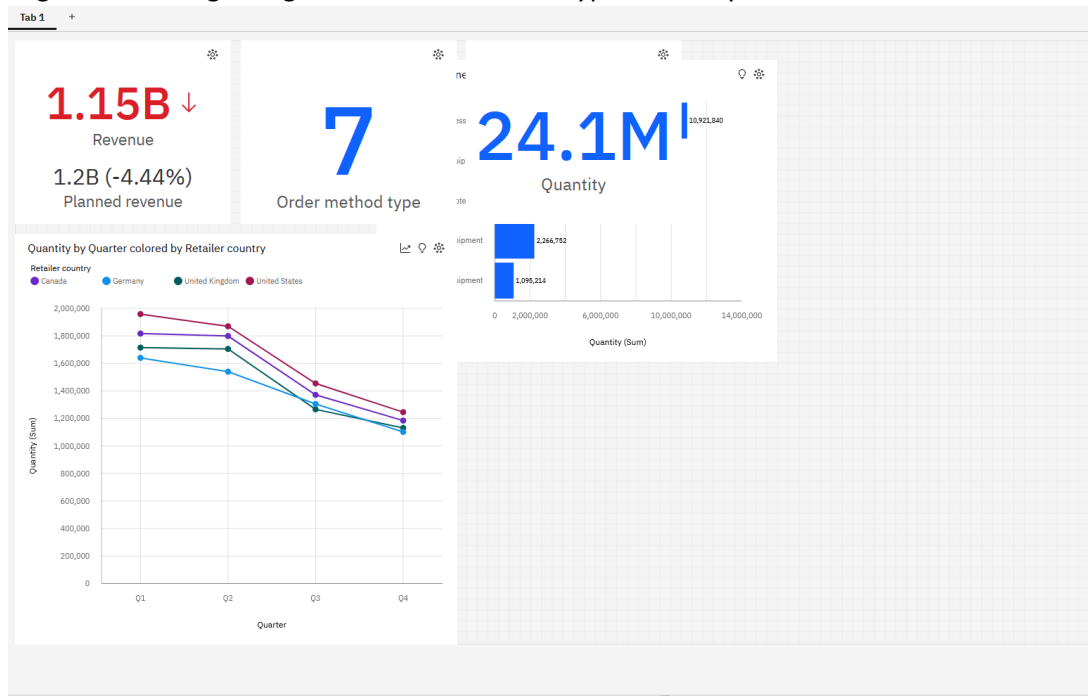 Tab 1 +
1.15B ↓
Revenue
1.2B (-4.44%)
Planned revenue
7
Order method type
24.1M
Quantity
10,921,840
2,266,752
1,095,214
0 2,000,000 6,000,000 10,000,000 14,000,000
Quantity (Sum)
Quantity by Quarter colored by Retailer country
Retailer country
Canada Germany United Kingdom United States
2,000,000
1,800,000
1,600,000
1,400,000
1,200,000
1,000,000
800,000
600,000
400,000
200,000
0
Quantity (Sum)
Q1 Q2 Q3 Q4
Quarter